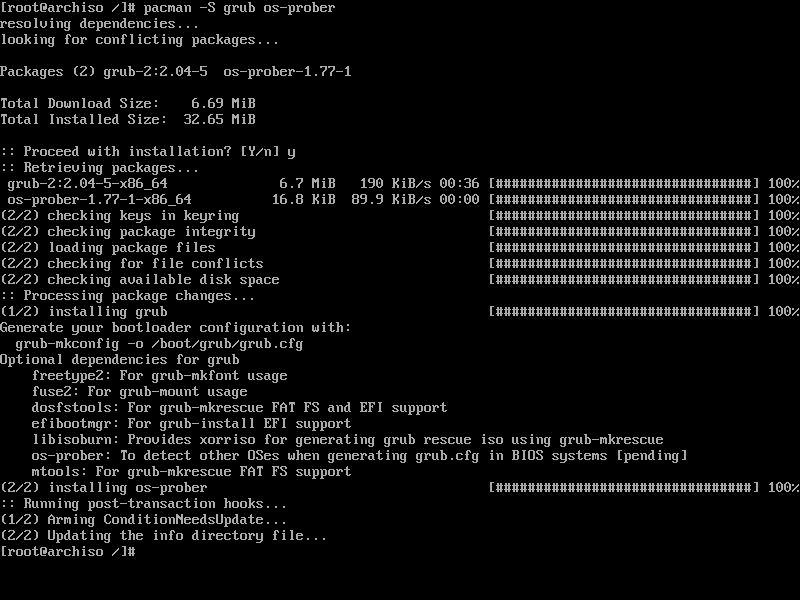 [root@archiso /]# pacman -S grub os-prober
resolving dependencies...
looking for conflicting packages...
Packages (2) grub-2:2.04-5  os-prober-1.77-1
Total Download Size:    6.69 MiB
Total Installed Size:  32.65 MiB
:: Proceed with installation? [Y/n] y
:: Retrieving packages...
 grub-2:2.04-5-x86_64              6.7 MiB   190 KiB/s 00:36 [################################] 100%
 os-prober-1.77-1-x86_64          16.8 KiB  89.9 KiB/s 00:00 [################################] 100%
(2/2) checking keys in keyring                               [################################] 100%
(2/2) checking package integrity                             [################################] 100%
(2/2) loading package files                                  [################################] 100%
(2/2) checking for file conflicts                            [################################] 100%
(2/2) checking available disk space                          [################################] 100%
:: Processing package changes...
(1/2) installing grub                                        [################################] 100%
Generate your bootloader configuration with:
  grub-mkconfig -o /boot/grub/grub.cfg
Optional dependencies for grub
    freetype2: For grub-mkfont usage
    fuse2: For grub-mount usage
    dosfstools: For grub-mkrescue FAT FS and EFI support
    efibootmgr: For grub-install EFI support
    libisoburn: Provides xorriso for generating grub rescue iso using grub-mkrescue
    os-prober: To detect other OSes when generating grub.cfg in BIOS systems [pending]
    mtools: For grub-mkrescue FAT FS support
(2/2) installing os-prober                                   [################################] 100%
:: Running post-transaction hooks...
(1/2) Arming ConditionNeedsUpdate...
(2/2) Updating the info directory file...
[root@archiso /]#